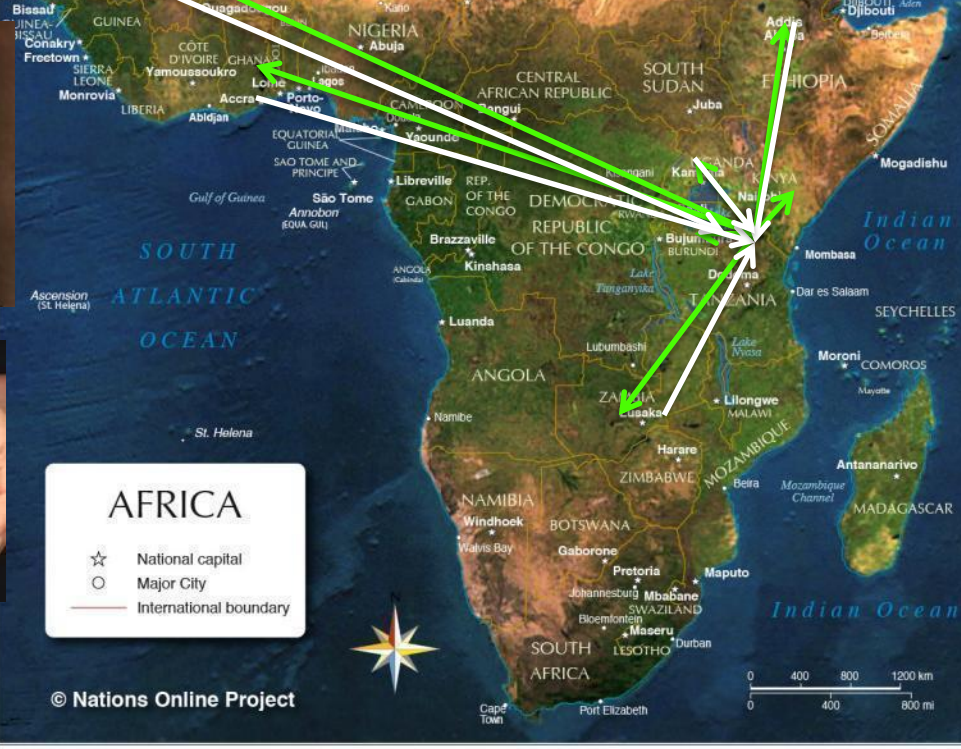 Bissau
GUINEA-
BISSAU
GUINEA
Ouagadougou
Kano
Djibouti
Aden
Berbera
Conakry
Freetown
SIERRA
LEONE
Monrovia
LIBERIA
CÔTE
D'IVOIRE
Yamoussoukro
Abidjan
GHANA
Accra
Lome
Porto-
Novo
Lagos
NIGERIA
Abuja
CAMEROON
Yaounde
EQUATORIAL
GUINEA
SAO TOME AND
PRINCIPE
São Tome
Annobon
(EQUA. GUI.)
Gulf of Guinea
CENTRAL
AFRICAN REPUBLIC
Bangui
SOUTH
SUDAN
Juba
Addis
ETHIOPIA
SOMALIA
Mogadishu
Libreville
GABON
REP.
OF THE
CONGO
Brazzaville
Kinshasa
ANGOLA
(Cabinda)
DEMOCRATIC
REPUBLIC
OF THE CONGO
Kisangani
KENYA
BURUNDI
Lake
Tanganyika
TANZANIA
Mombasa
Dar es Salaam
Indian
Ocean
SEYCHELLES
SOUTH
ATLANTIC
OCEAN
Ascension
(St. Helena)
St. Helena
Luanda
ANGOLA
Namibe
Lubumbashi
Lusaka
Lake
Nyasa
Lilongwe
MALAWI
Moroni
COMOROS
Mayotte
Harare
ZIMBABWE
MOZAMBIQUE
Beira
Mozambique
Channel
Antananarivo
MADAGASCAR
NAMIBIA
Windhoek
Walvis Bay
BOTSWANA
Gaborone
Pretoria
Johannesburg
Maputo
Mbabane
SWAZILAND
Bloemfontein
Maseru
LESOTHO
Durban
SOUTH
AFRICA
Cape
Town
Port Elizabeth
Indian Ocean
AFRICA
National capital
Major City
International boundary
N
© Nations Online Project
0 400 800 1200 km
0 400 800 mi